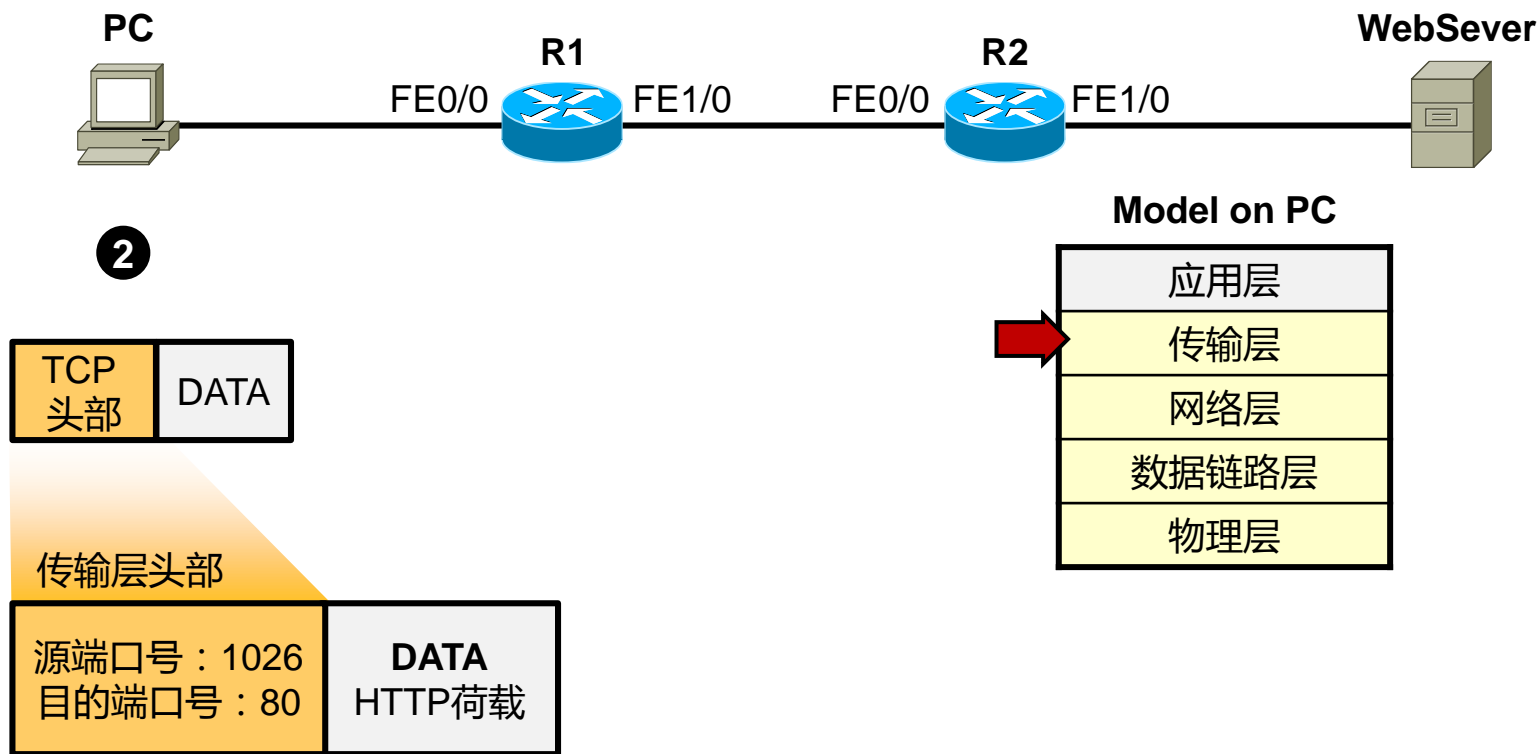 PC
R1
R2
WebSever
FE0/0
FE1/0
FE0/0
FE1/0
2
Model on PC
应用层
传输层
网络层
数据链路层
物理层
TCP
头部
DATA
传输层头部
源端口号：1026
目的端口号：80
DATA
HTTP荷载